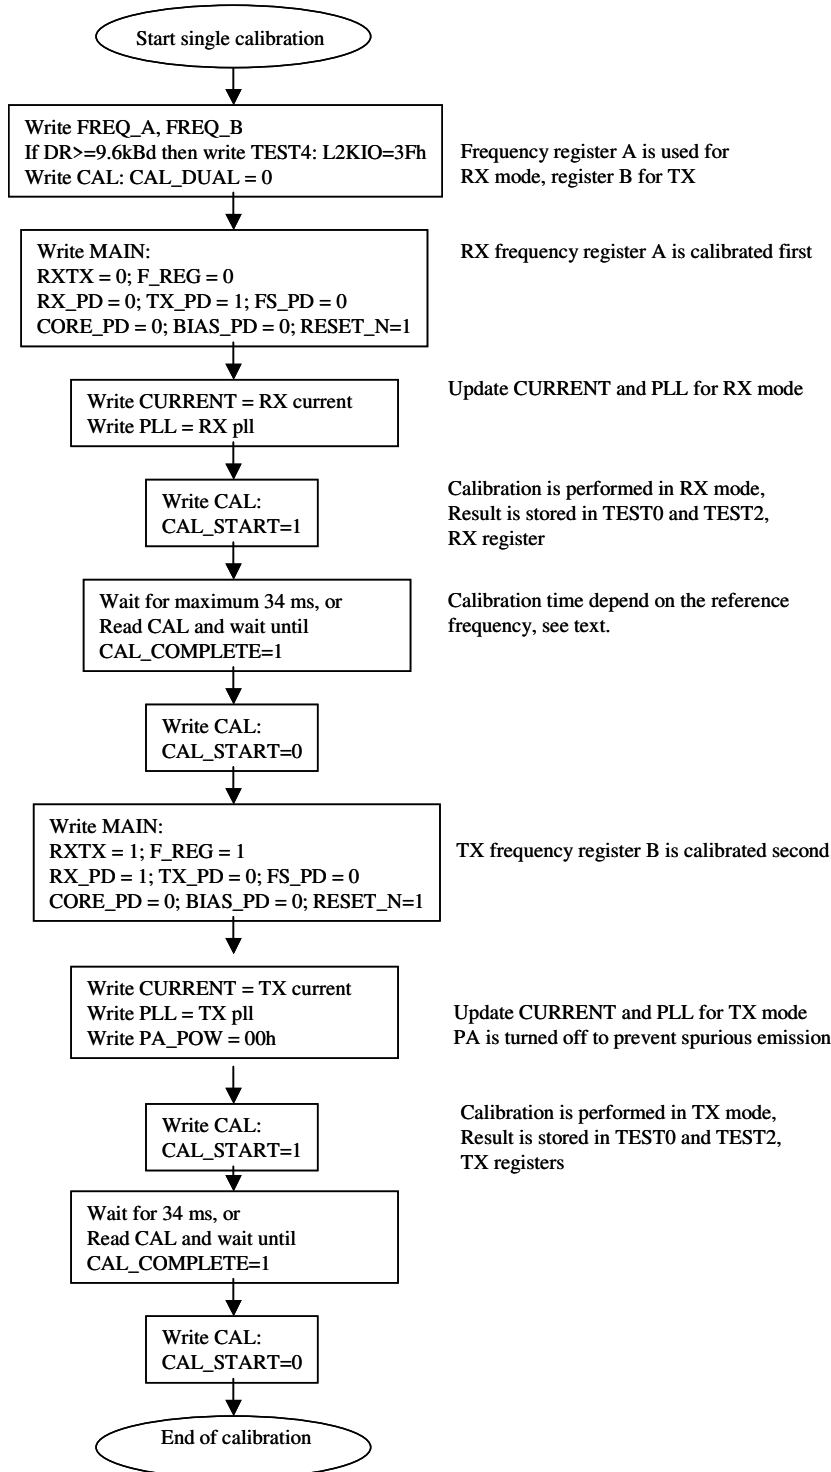 Start single calibration
Write FREQ_A, FREQ_B
If DR>=9.6kBd then write TEST4: L2KIO=3Fh
Write CAL: CAL_DUAL = 0
Frequency register A is used for
RX mode, register B for TX
Write MAIN:
RXTX = 0; F_REG = 0
RX_PD = 0; TX_PD = 1; FS_PD = 0
CORE_PD = 0; BIAS_PD = 0; RESET_N=1
RX frequency register A is calibrated first
Write CURRENT = RX current
Write PLL = RX pll
Update CURRENT and PLL for RX mode
Write CAL:
CAL_START=1
Calibration is performed in RX mode,
Result is stored in TEST0 and TEST2,
RX register
Wait for maximum 34 ms, or
Read CAL and wait until
CAL_COMPLETE=1
Calibration time depend on the reference
frequency, see text.
Write CAL:
CAL_START=0
Write MAIN:
RXTX = 1; F_REG = 1
RX_PD = 1; TX_PD = 0; FS_PD = 0
CORE_PD = 0; BIAS_PD = 0; RESET_N=1
TX frequency register B is calibrated second
Write CURRENT = TX current
Write PLL = TX pll
Write PA_POW = 00h
Update CURRENT and PLL for TX mode
PA is turned off to prevent spurious emission
Write CAL:
CAL_START=1
Calibration is performed in TX mode,
Result is stored in TEST0 and TEST2,
TX registers
Wait for 34 ms, or
Read CAL and wait until
CAL_COMPLETE=1
Write CAL:
CAL_START=0
End of calibration